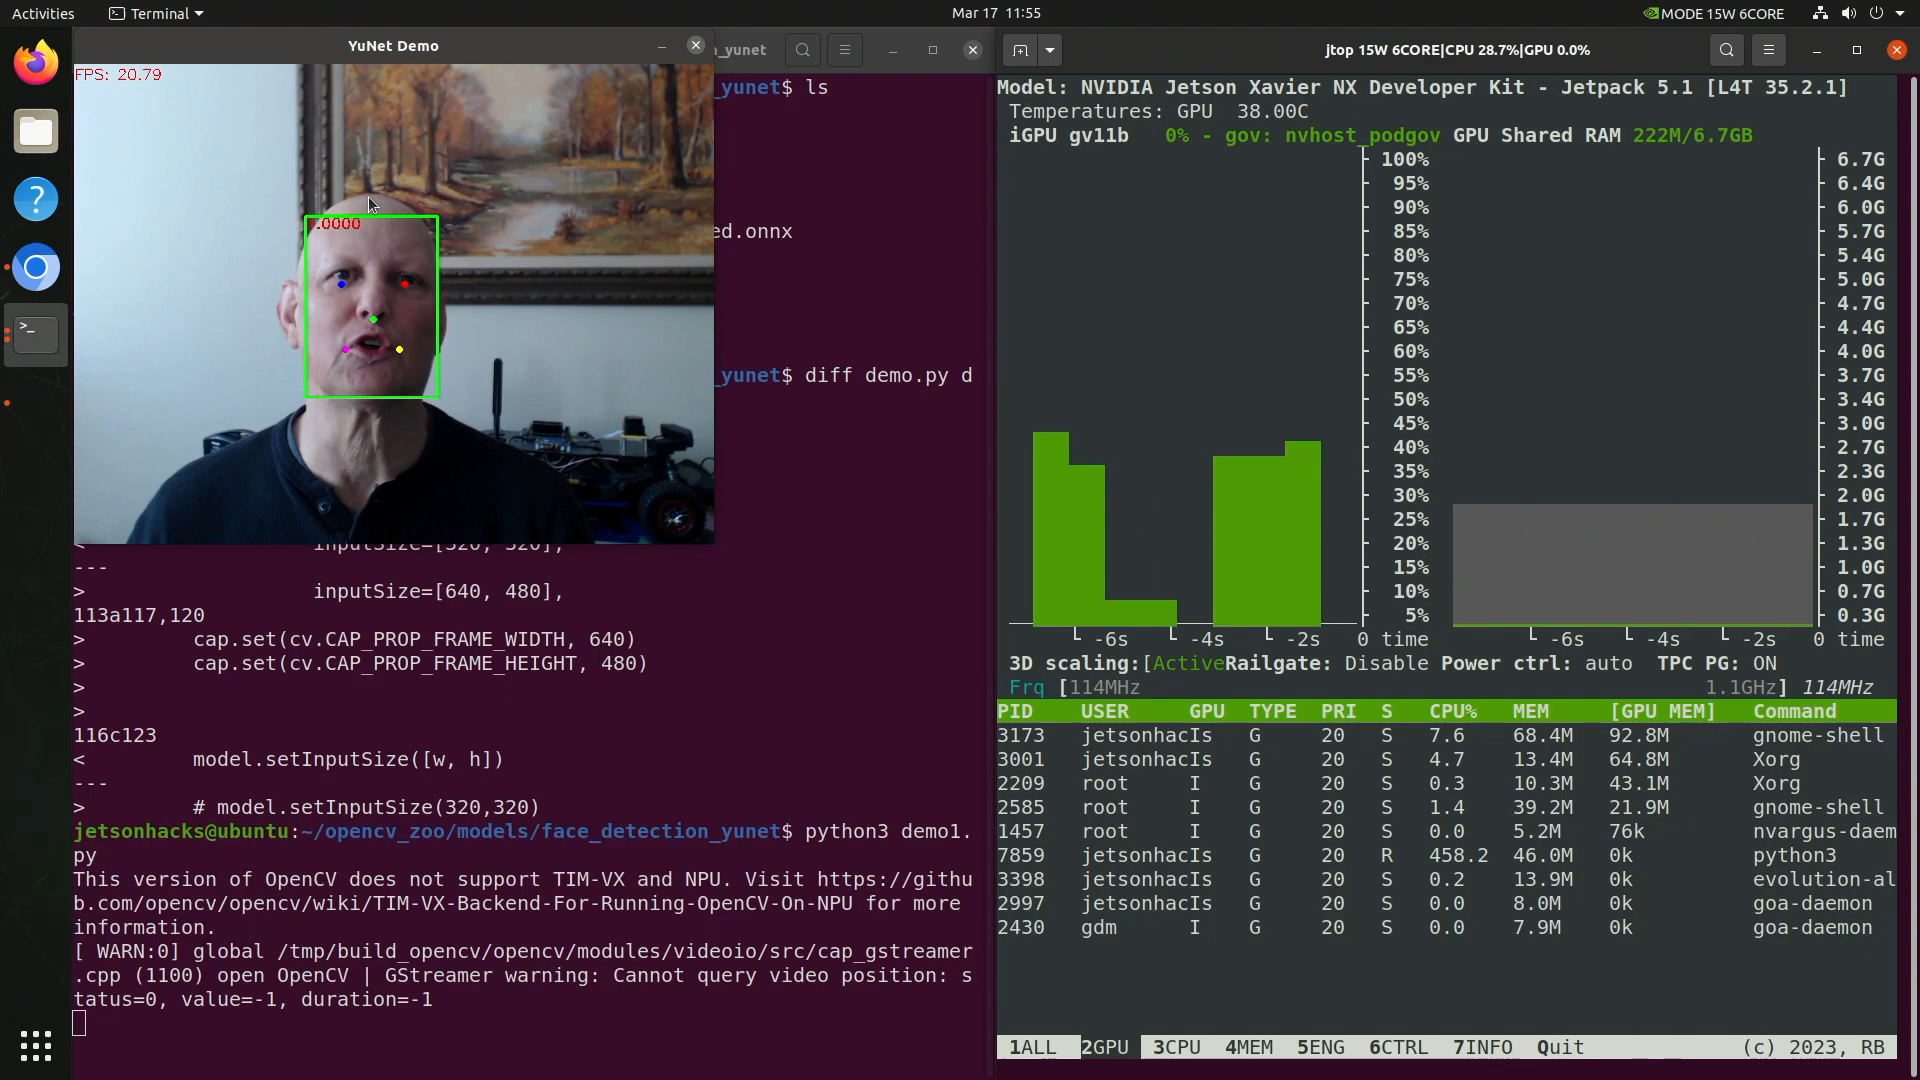 Activities
Terminal
Mar 17 11:55
MODE 15W 6CORE
YuNet Demo
FPS: 20.79
.0000
_yunet
_yunet$ ls
ed.onnx
_yunet$ diff demo.py d
---
> inputSize=[640, 480],
113a117,120
> cap.set(cv.CAP_PROP_FRAME_WIDTH, 640)
> cap.set(cv.CAP_PROP_FRAME_HEIGHT, 480)
>
>
116c123
< model.setInputSize([w, h])
---
> # model.setInputSize(320,320)
jetsonhacks@ubuntu:~/opencv_zoo/models/face_detection_yunet$ python3 demo1.
py
This version of OpenCV does not support TIM-VX and NPU. Visit https://githu
b.com/opencv/opencv/wiki/TIM-VX-Backend-For-Running-OpenCV-On-NPU for more
information.
[ WARN:0] global /tmp/build_opencv/opencv/modules/videoio/src/cap_gstreamer
.cpp (1100) open OpenCV | GStreamer warning: Cannot query video position: s
tatus=0, value=-1, duration=-1
jtop 15W 6CORE|CPU 28.7%|GPU 0.0%
Model: NVIDIA Jetson Xavier NX Developer Kit - Jetpack 5.1 [L4T 35.2.1]
Temperatures: GPU 38.00C
iGPU gv11b 0% - gov: nvhost_podgov GPU Shared RAM 222M/6.7GB
100% 6.7G
95% 6.4G
90% 6.0G
85% 5.7G
80% 5.4G
75% 5.0G
70% 4.7G
65% 4.4G
60% 4.0G
55% 3.7G
50% 3.4G
45% 3.0G
40% 2.7G
35% 2.3G
30% 2.0G
25% 1.7G
20% 1.3G
15% 1.0G
10% 0.7G
5% 0.3G
-6s -4s -2s 0 time -6s -4s -2s 0 time
3D scaling:[ActiveRailgate: Disable Power ctrl: auto TPC PG: ON
Frq [114MHz 1.1GHz] 114MHz
PID USER GPU TYPE PRI S CPU% MEM [GPU MEM] Command
3173 jetsonhacIs G 20 S 7.6 68.4M 92.8M gnome-shell
3001 jetsonhacIs G 20 S 4.7 13.4M 64.8M Xorg
2209 root I G 20 S 0.3 10.3M 43.1M Xorg
2585 root I G 20 S 1.4 39.2M 21.9M gnome-shell
1457 root I G 20 S 0.0 5.2M 76k nvargus-daem
7859 jetsonhacIs G 20 R 458.2 46.0M 0k python3
3398 jetsonhacIs G 20 S 0.2 13.9M 0k evolution-al
2997 jetsonhacIs G 20 S 0.0 8.0M 0k goa-daemon
2430 gdm I G 20 S 0.0 7.9M 0k goa-daemon
1ALL 2GPU 3CPU 4MEM 5ENG 6CTRL 7INFO Quit (c) 2023, RB